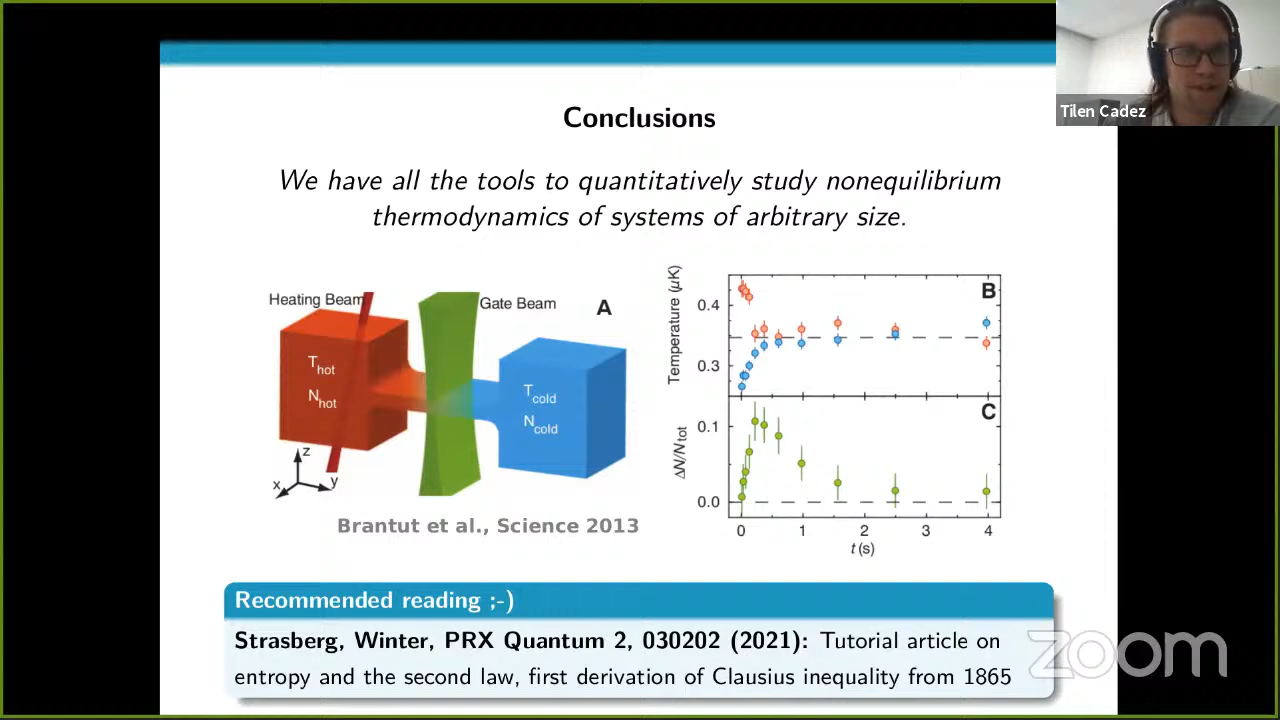 Tilen Cadez
Conclusions
We have all the tools to quantitatively study nonequilibrium
thermodynamics of systems of arbitrary size.
Heating Beam
Gate Beam
A
T_hot
N_hot
T_cold
N_cold
z
x
y
Brantut et al., Science 2013
Temperature (μK)
0.4
0.3
B
ΔN/N_tot
0.1
0.0
C
0 1 2 3 4
t (s)
Recommended reading ;-)
Strasberg, Winter, PRX Quantum 2, 030202 (2021): Tutorial article on
entropy and the second law, first derivation of Clausius inequality from 1865
zoom